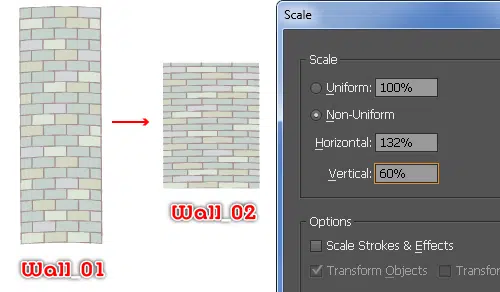 Wall_01
Wall_02
Scale
Scale
Uniform: 100%
Non-Uniform
Horizontal: 132%
Vertical: 60%
Options
Scale Strokes & Effects
Transform Objects
Transfor